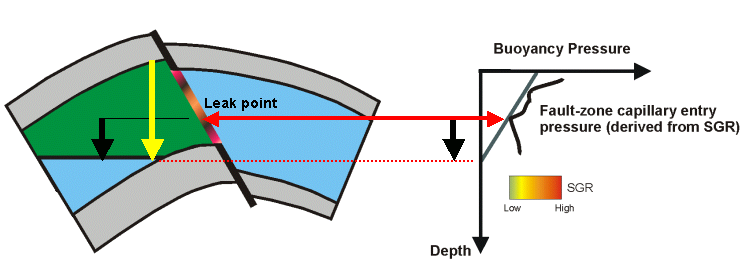 Buoyancy Pressure
Leak point
Fault-zone capillary entry
pressure (derived from SGR)
SGR
Low High
Depth